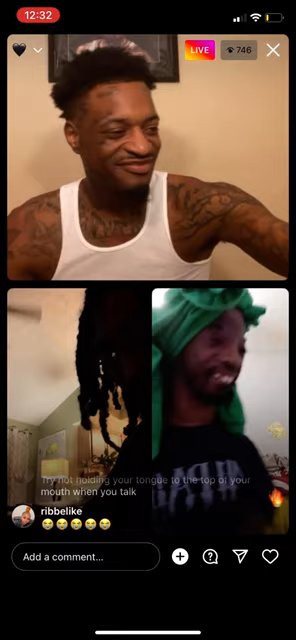 12:32
LIVE
746
Try not holding your tongue to the top of your
mouth when you talk
ribbelike
😭😭😭😭😭
Add a comment...